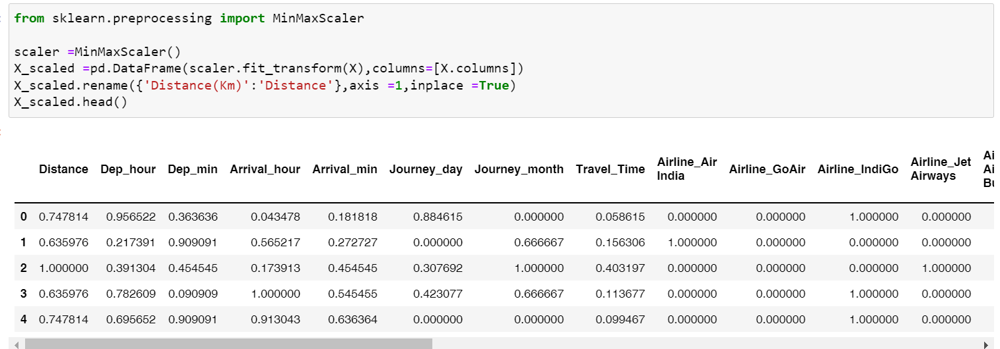 from sklearn.preprocessing import MinMaxScaler
scaler =MinMaxScaler()
X_scaled =pd.DataFrame(scaler.fit_transform(X),columns=[X.columns])
X_scaled.rename({'Distance(Km)':'Distance'},axis =1,inplace =True)
X_scaled.head()
Distance Dep_hour Dep_min Arrival_hour Arrival_min Journey_day Journey_month Travel_Time Airline_Air India Airline_GoAir Airline_IndiGo Airline_Jet Airways
0 0.747814 0.956522 0.363636 0.043478 0.181818 0.884615 0.000000 0.058615 0.000000 0.000000 1.000000 0.000000
1 0.635976 0.217391 0.909091 0.565217 0.272727 0.000000 0.666667 0.156306 1.000000 0.000000 0.000000 0.000000
2 1.000000 0.391304 0.454545 0.173913 0.454545 0.307692 1.000000 0.403197 0.000000 0.000000 0.000000 1.000000
3 0.635976 0.782609 0.090909 1.000000 0.545455 0.423077 0.666667 0.113677 0.000000 0.000000 1.000000 0.000000
4 0.747814 0.695652 0.909091 0.913043 0.636364 0.000000 0.000000 0.099467 0.000000 0.000000 1.000000 0.000000